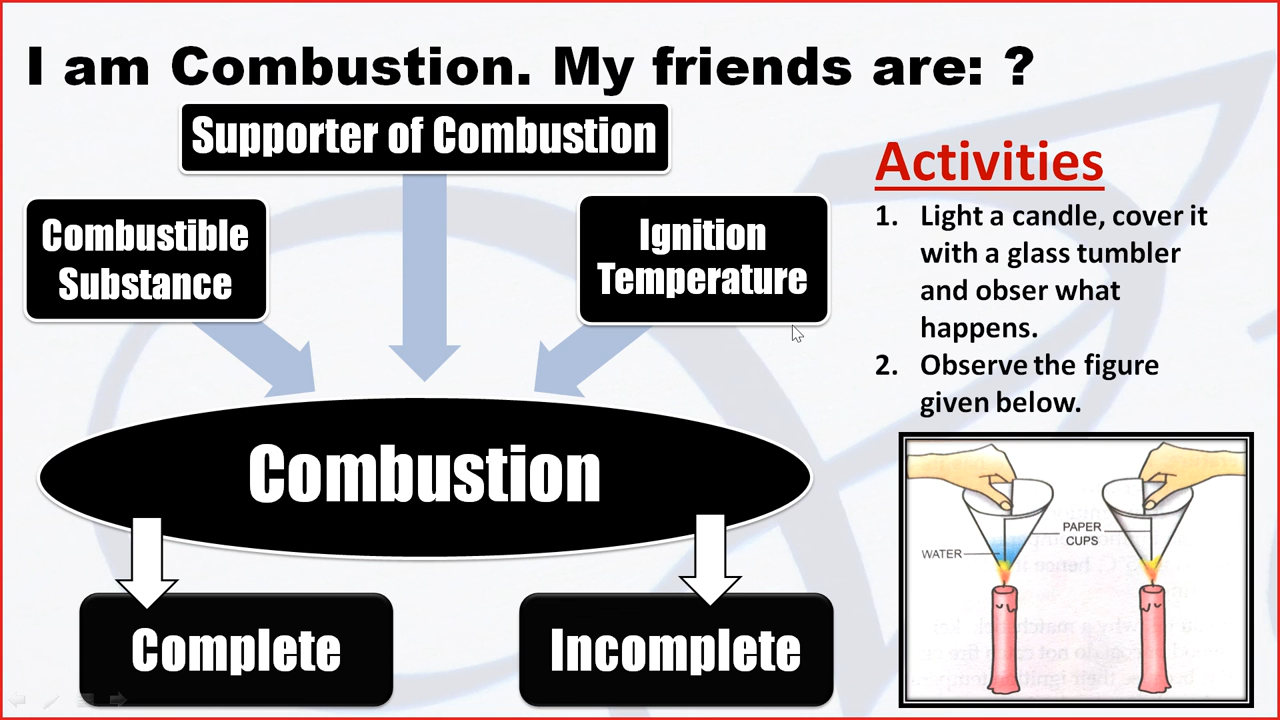 I am Combustion. My friends are: ?
Supporter of Combustion
Combustible
Substance
Ignition
Temperature
Combustion
Complete
Incomplete
Activities
1. Light a candle, cover it
with a glass tumbler
and obser what
happens.
2. Observe the figure
given below.
PAPER
CUPS
WATER